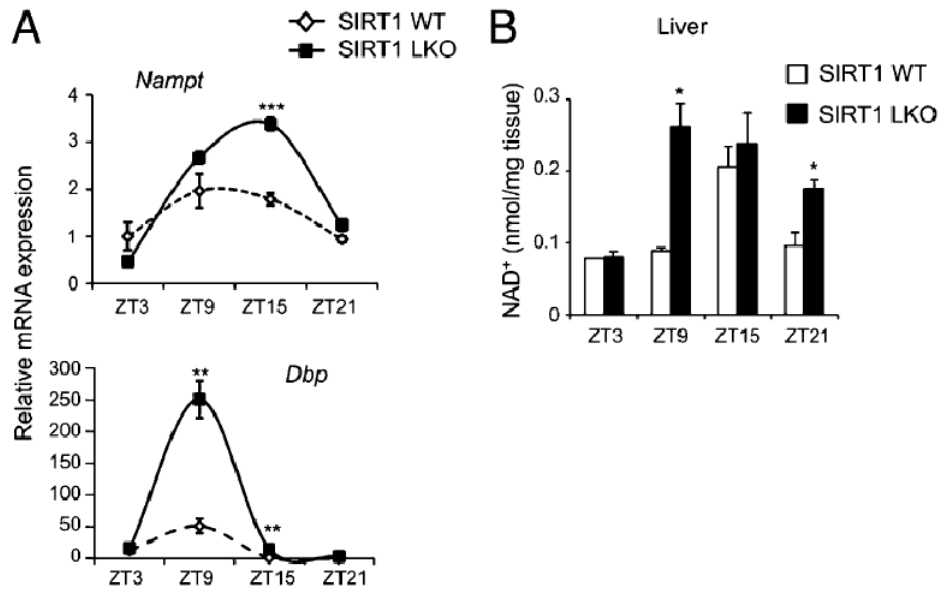 A
SIRT1 WT
SIRT1 LKO
Nampt
***
4
3
2
1
0
ZT3 ZT9 ZT15 ZT21
Relative mRNA expression
Dbp
**
**
300
250
200
150
100
50
0
ZT3 ZT9 ZT15 ZT21
B
Liver
SIRT1 WT
SIRT1 LKO
*
*
0.3
0.2
0.1
0
NAD⁺ (nmol/mg tissue)
ZT3 ZT9 ZT15 ZT21